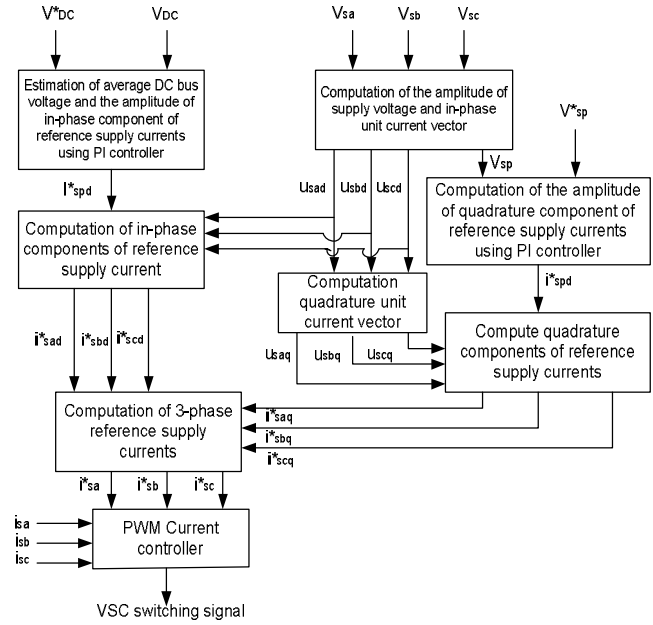 V*DC
VDC
Vsa
Vsb
Vsc
Estimation of average DC bus
voltage and the amplitude of
in-phase component of
reference supply currents
using PI controller
Computation of the amplitude of
supply voltage and in-phase
unit current vector
V*sp
Vsp
I*spd
usad
usbd
uscd
Computation of the amplitude
of quadrature component of
reference supply currents
using PI controller
Computation of in-phase
components of reference
supply current
i*spd
Computation
quadrature unit
current vector
i*sad
i*sbd
i*scd
usaq
usbq
uscq
Compute quadrature
components of reference
supply currents
Computation of 3-phase
reference supply
currents
i*saq
i*sbq
i*scq
i*sa
i*sb
i*sc
isa
isb
isc
PWM Current
controller
VSC switching signal